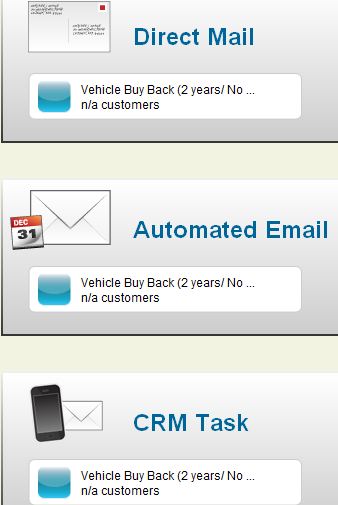 Direct Mail
Vehicle Buy Back (2 years/ No ...
n/a customers
DEC
31
Automated Email
Vehicle Buy Back (2 years/ No ...
n/a customers
CRM Task
Vehicle Buy Back (2 years/ No ...
n/a customers